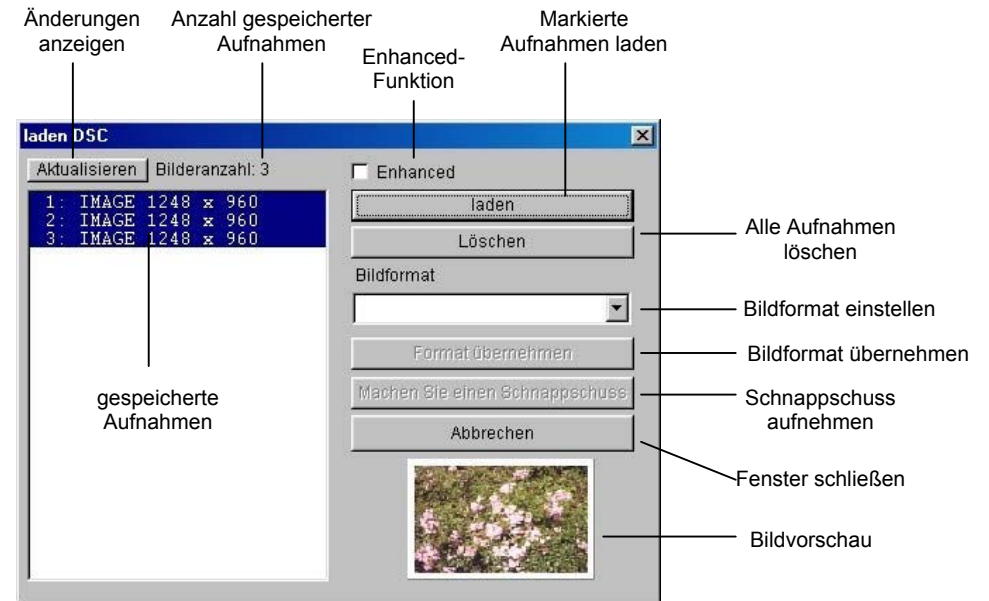 Änderungen
anzeigen
Anzahl gespeicherter
Aufnahmen
Enhanced-
Funktion
Markierte
Aufnahmen laden
laden DSC
Aktualisieren
Bilderanzahl: 3
Enhanced
1: IMAGE 1248 x 960
2: IMAGE 1248 x 960
3: IMAGE 1248 x 960
laden
Löschen
Alle Aufnahmen
löschen
Bildformat
Bildformat einstellen
Format übernehmen
Bildformat übernehmen
Machen Sie einen Schnappschuss
Schnappschuss
aufnehmen
gespeicherte
Aufnahmen
Abbrechen
Fenster schließen
Bildvorschau